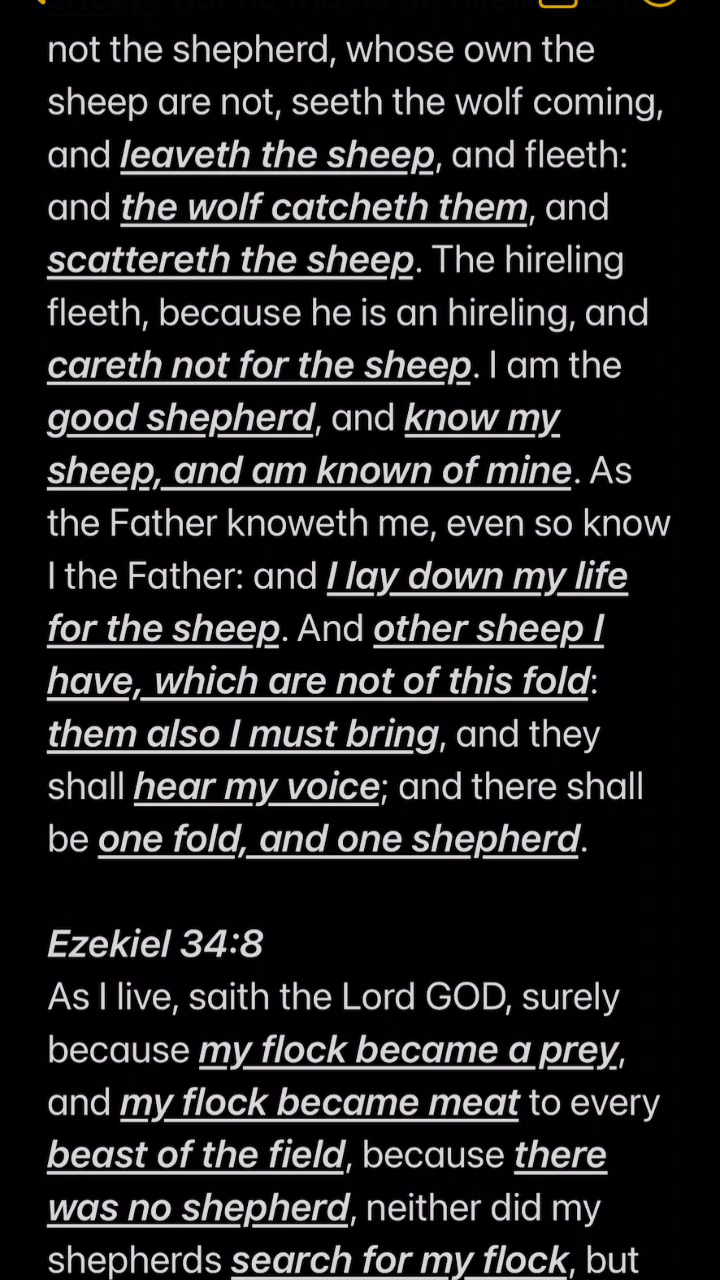 not the shepherd, whose own the
sheep are not, seeth the wolf coming,
and leaveth the sheep, and fleeth:
and the wolf catcheth them, and
scattereth the sheep. The hireling
fleeth, because he is an hireling, and
careth not for the sheep. I am the
good shepherd, and know my
sheep, and am known of mine. As
the Father knoweth me, even so know
I the Father: and I lay down my life
for the sheep. And other sheep I
have, which are not of this fold:
them also I must bring, and they
shall hear my voice; and there shall
be one fold, and one shepherd.
Ezekiel 34:8
As I live, saith the Lord GOD, surely
because my flock became a prey,
and my flock became meat to every
beast of the field, because there
was no shepherd, neither did my
shepherds search for my flock, but